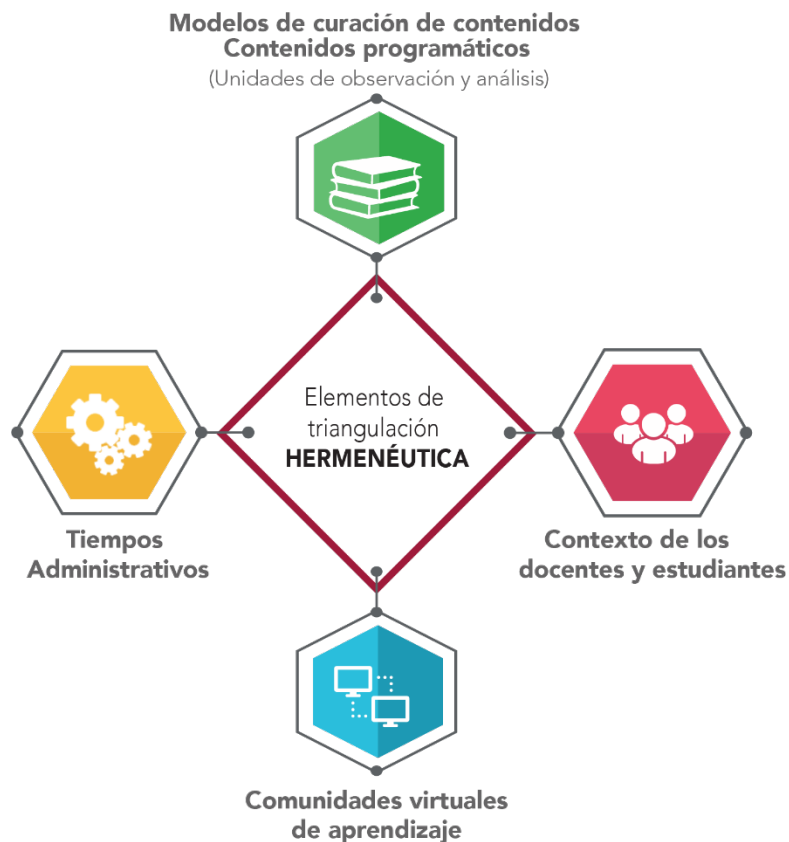 Modelos de curación de contenidos
Contenidos programáticos
(Unidades de observación y análisis)
Elementos de
triangulación
HERMENÉUTICA
Tiempos
Administrativos
Contexto de los
docentes y estudiantes
Comunidades virtuales
de aprendizaje